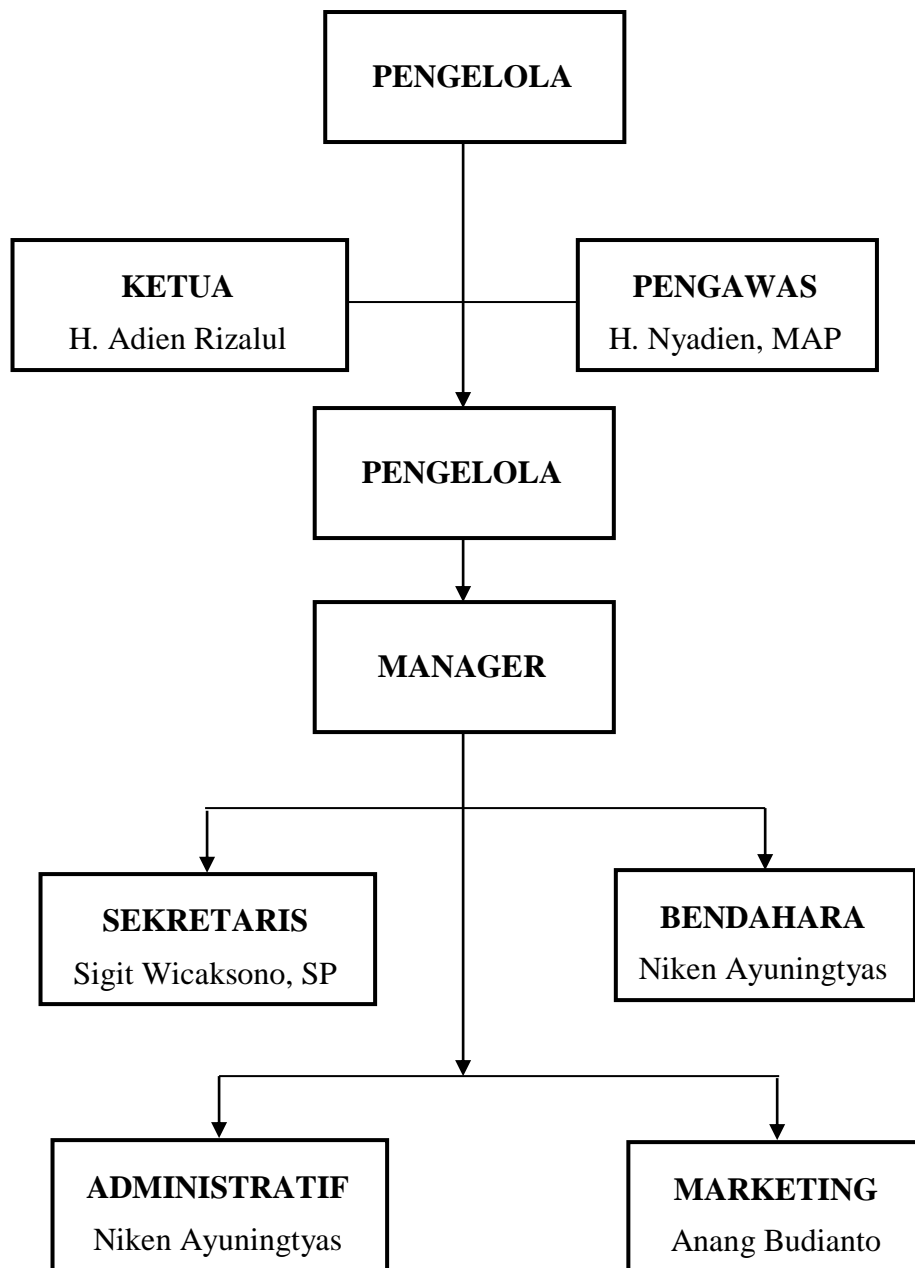 PENGELOLA
KETUA
H. Adien Rizalul
PENGAWAS
H. Nyadien, MAP
PENGELOLA
MANAGER
SEKRETARIS
Sigit Wicaksono, SP
BENDAHARA
Niken Ayuningtyas
ADMINISTRATIF
Niken Ayuningtyas
MARKETING
Anang Budianto